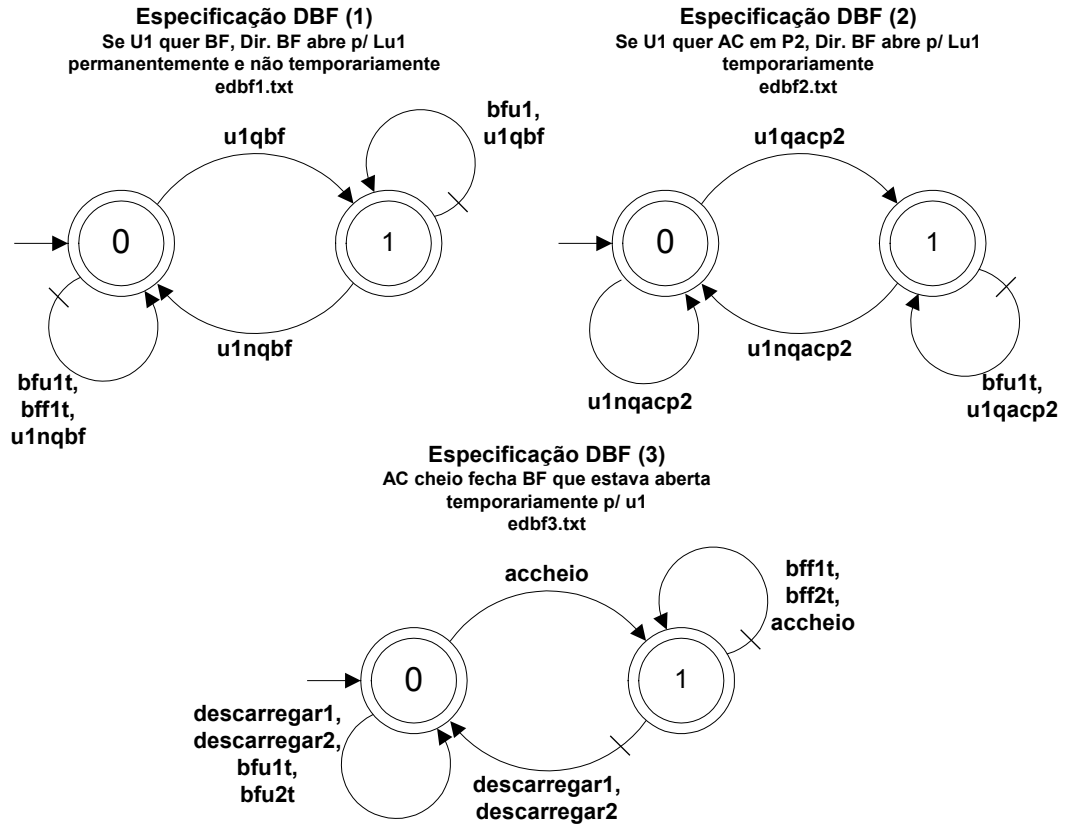 Especificação DBF (1)
Se U1 quer BF, Dir. BF abre p/ Lu1
permanentemente e não temporariamente
edbf1.txt
u1qbf
bfu1,
u1qbf
0
1
u1nqbf
bfu1t,
bff1t,
u1nqbf
Especificação DBF (2)
Se U1 quer AC em P2, Dir. BF abre p/ Lu1
temporariamente
edbf2.txt
u1qacp2
0
1
u1nqacp2
u1nqacp2
bfu1t,
u1qacp2
Especificação DBF (3)
AC cheio fecha BF que estava aberta
temporariamente p/ u1
edbf3.txt
accheio
bff1t,
bff2t,
accheio
0
1
descarregar1,
descarregar2,
bfu1t,
bfu2t
descarregar1,
descarregar2